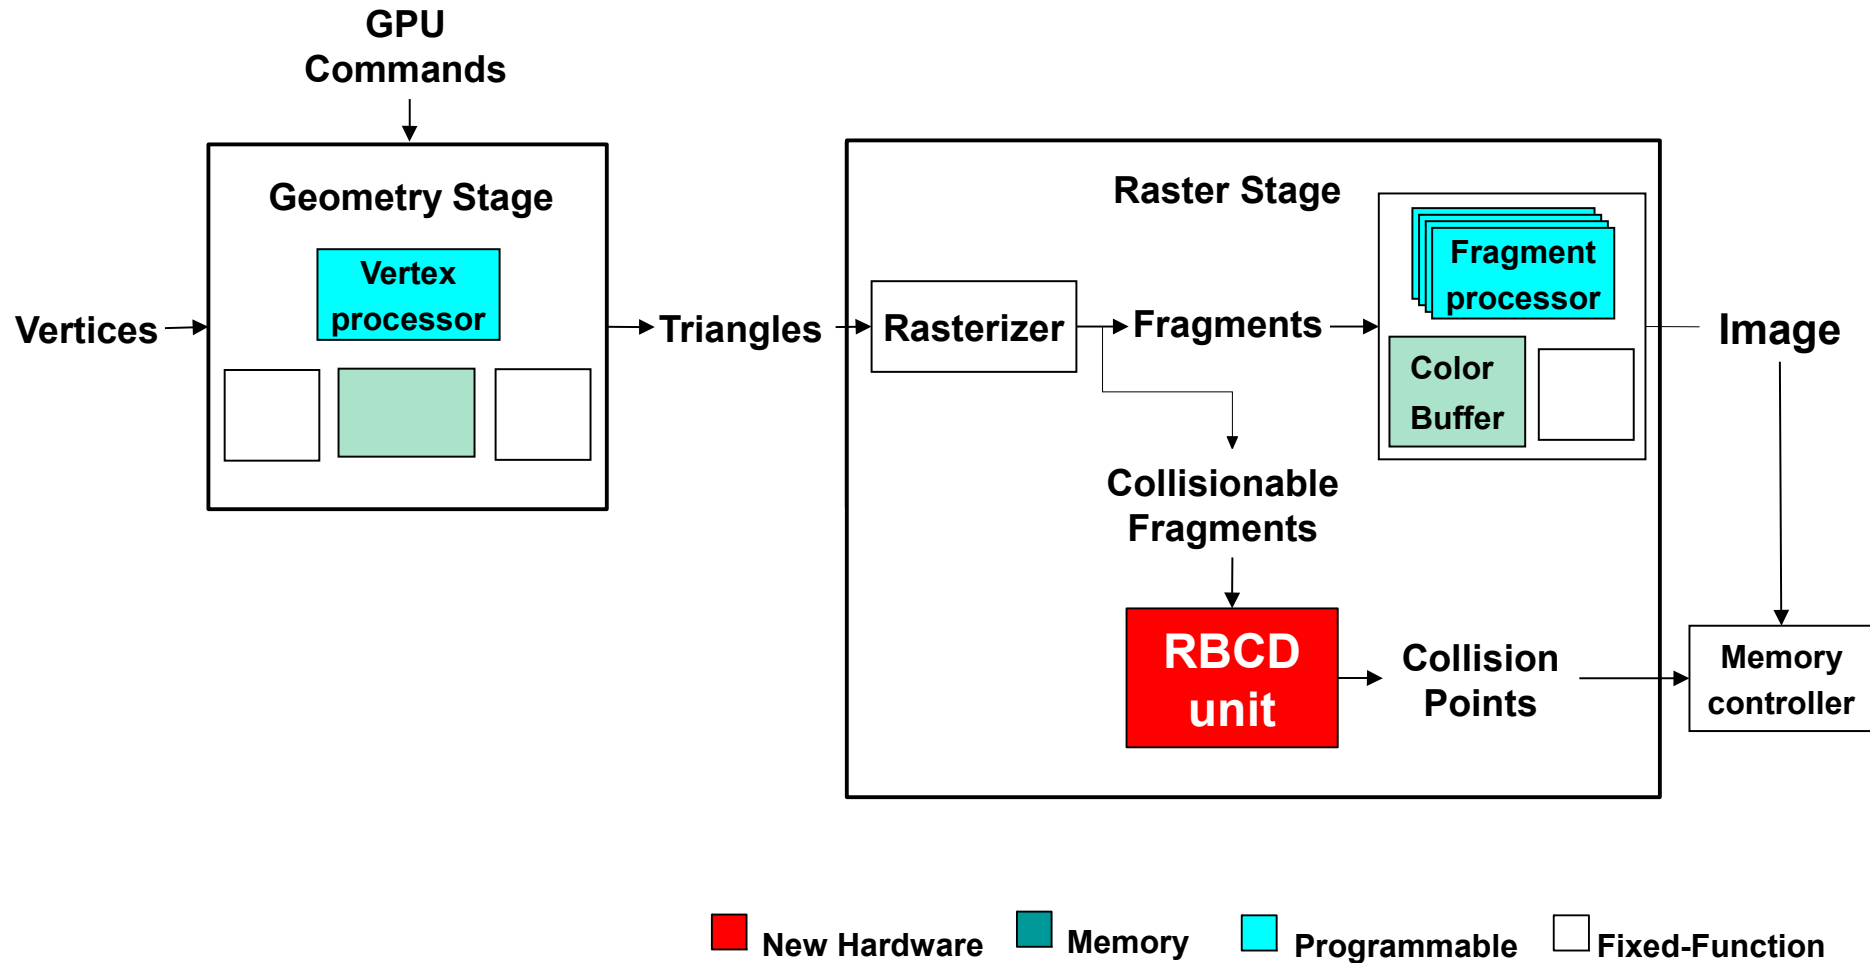 GPU
Commands
Geometry Stage
Vertex
processor
Vertices
Triangles
Raster Stage
Rasterizer
Fragments
Fragment
processor
Color
Buffer
Image
Collisionable
Fragments
RBCD
unit
Collision
Points
Memory
controller
New Hardware
Memory
Programmable
Fixed-Function